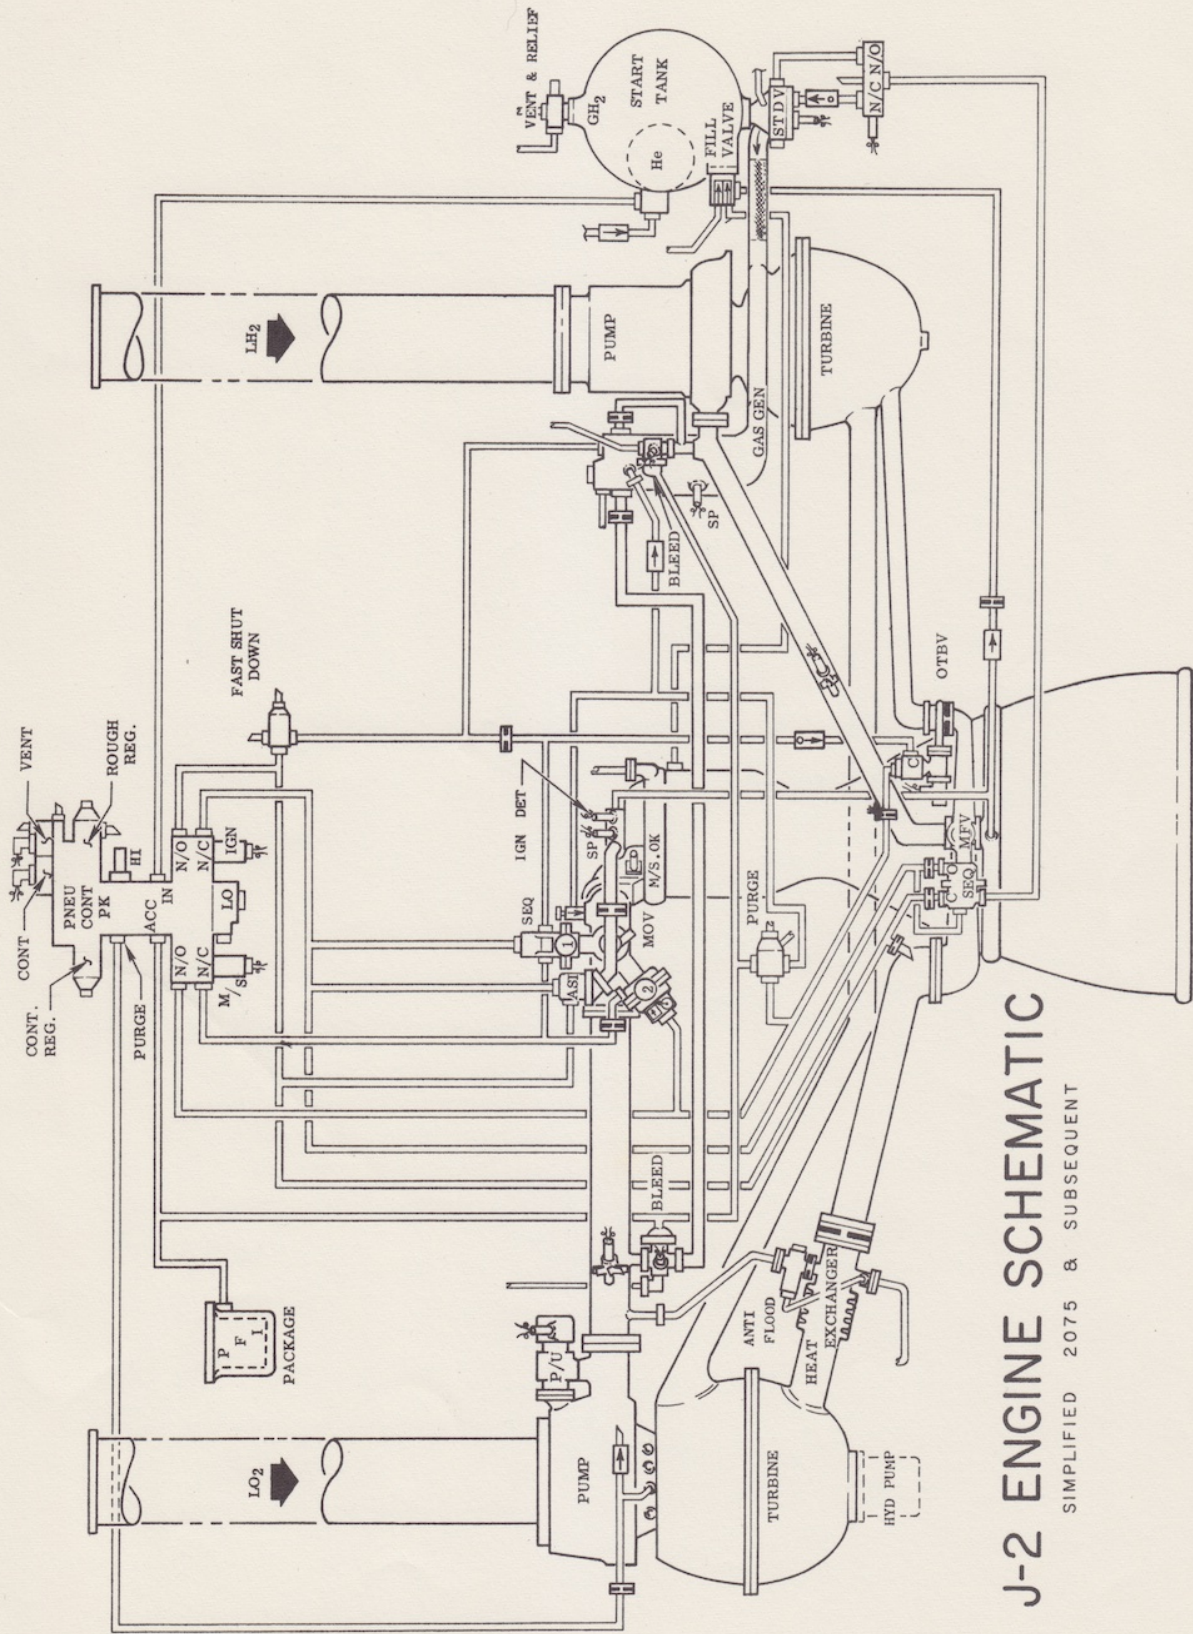 VENT
CONT
CONT.
REG.
PNEU
CONT
PK
ROUGH
REG.
HI
PURGE
ACC
IN
N/O
N/C
N/O
N/C
M/S
LO
IGN
FAST SHUT
DOWN
VENT & RELIEF
GH2
START
TANK
He
FILL
VALVE
STDV
N/C N/O
LO2
LH2
P
F
I
PACKAGE
P/U
PUMP
PUMP
SEQ
1
ASI
2
MOV
IGN DET
SP
M/S.OK
BLEED
SP
GAS GEN
BLEED
PURGE
TURBINE
TURBINE
ANTI
FLOOD
HEAT
EXCHANGER
HYD PUMP
OTBV
C
C
O
SEQ
MFV
J-2 ENGINE SCHEMATIC
SIMPLIFIED 2075 & SUBSEQUENT